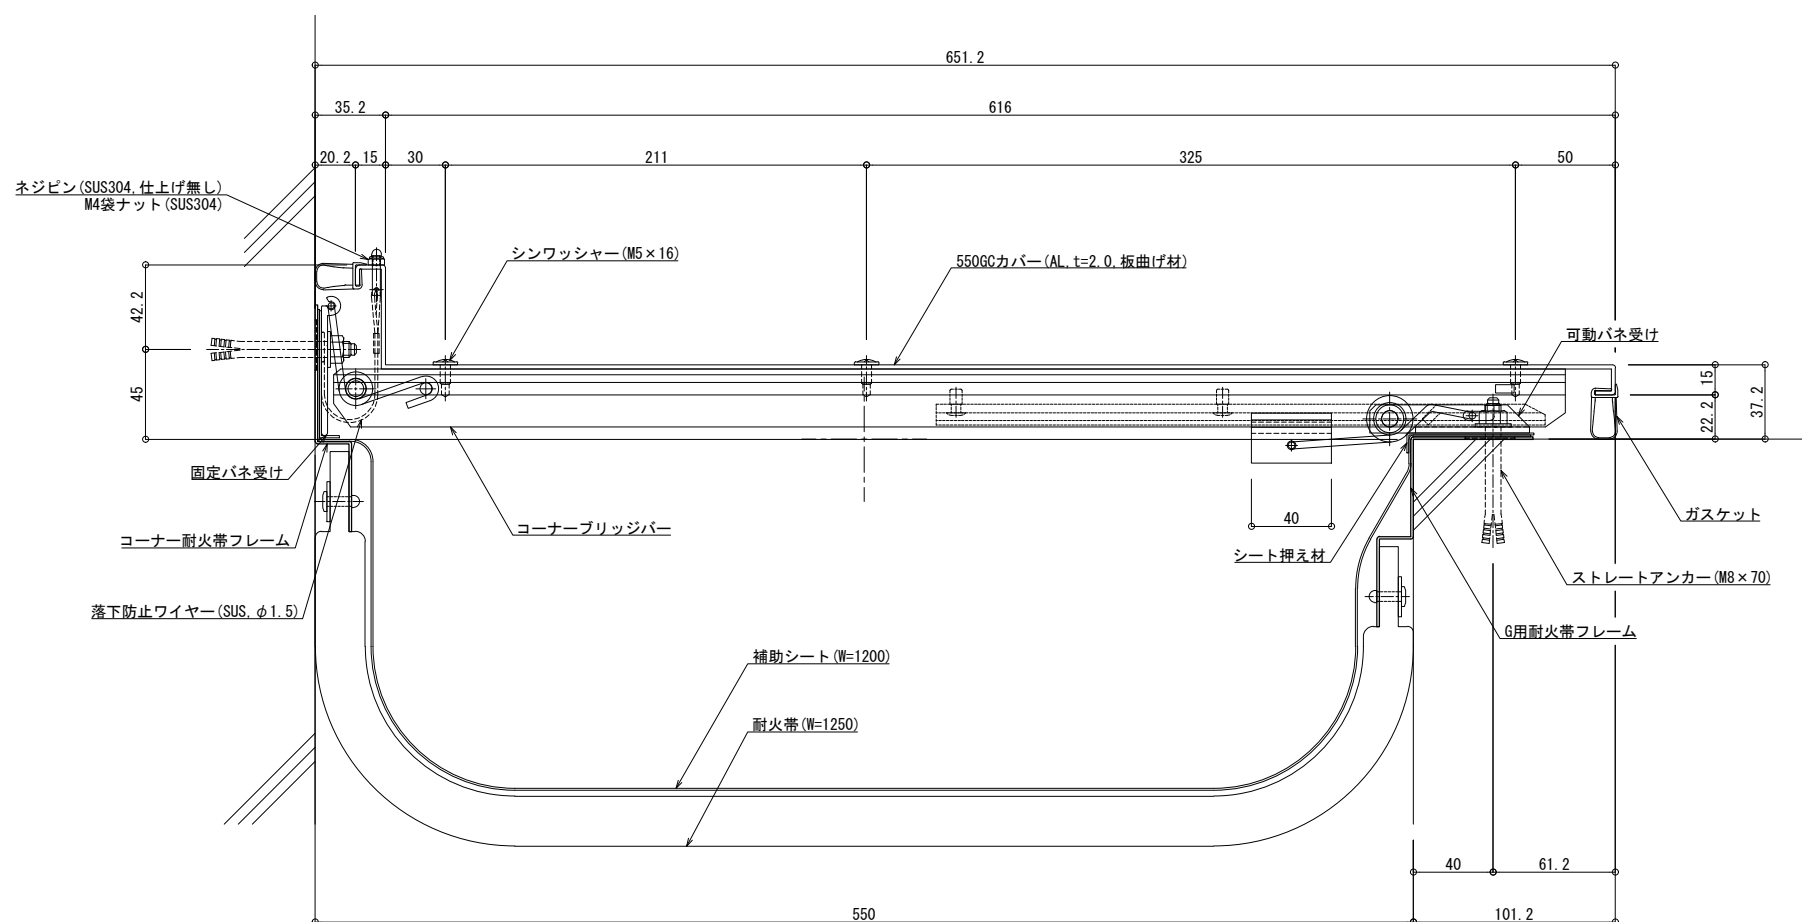 651.2
35.2
616
20.2
15
30
211
325
50
ネジピン(SUS304,仕上げ無し)
M4袋ナット(SUS304)
シンワッシャー(M5×16)
550GCカバー(AL,t=2.0,板曲げ材)
可動バネ受け
42.2
45
15
22.2
37.2
固定バネ受け
コーナーブリッジバー
40
ガスケット
コーナー耐火帯フレーム
シート押え材
ストレートアンカー(M8×70)
落下防止ワイヤー(SUS,φ1.5)
G用耐火帯フレーム
補助シート(W=1200)
耐火帯(W=1250)
40
61.2
550
101.2